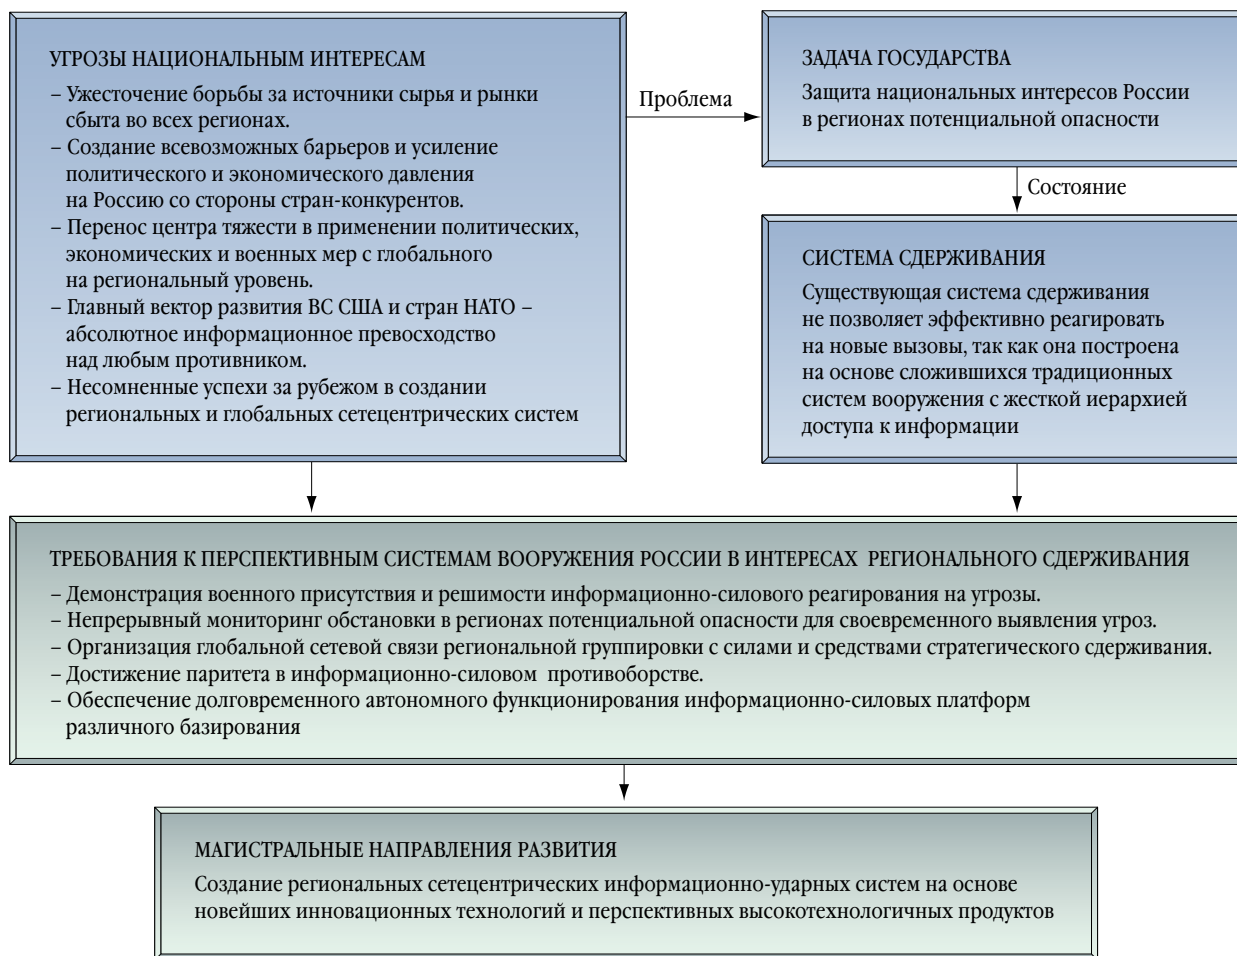 УГРОЗЫ НАЦИОНАЛЬНЫМ ИНТЕРЕСАМ
– Ужесточение борьбы за источники сырья и рынки
сбыта во всех регионах.
– Создание всевозможных барьеров и усиление
политического и экономического давления
на Россию со стороны стран-конкурентов.
– Перенос центра тяжести в применении политических,
экономических и военных мер с глобального
на региональный уровень.
– Главный вектор развития ВС США и стран НАТО –
абсолютное информационное превосходство
над любым противником.
– Несомненные успехи за рубежом в создании
региональных и глобальных сетецентрических систем
Проблема
ЗАДАЧА ГОСУДАРСТВА
Защита национальных интересов России
в регионах потенциальной опасности
Состояние
СИСТЕМА СДЕРЖИВАНИЯ
Существующая система сдерживания
не позволяет эффективно реагировать
на новые вызовы, так как она построена
на основе сложившихся традиционных
систем вооружения с жесткой иерархией
доступа к информации
ТРЕБОВАНИЯ К ПЕРСПЕКТИВНЫМ СИСТЕМАМ ВООРУЖЕНИЯ РОССИИ В ИНТЕРЕСАХ РЕГИОНАЛЬНОГО СДЕРЖИВАНИЯ
– Демонстрация военного присутствия и решимости информационно-силового реагирования на угрозы.
– Непрерывный мониторинг обстановки в регионах потенциальной опасности для своевременного выявления угроз.
– Организация глобальной сетевой связи региональной группировки с силами и средствами стратегического сдерживания.
– Достижение паритета в информационно-силовом противоборстве.
– Обеспечение долговременного автономного функционирования информационно-силовых платформ
различного базирования
МАГИСТРАЛЬНЫЕ НАПРАВЛЕНИЯ РАЗВИТИЯ
Создание региональных сетецентрических информационно-ударных систем на основе
новейших инновационных технологий и перспективных высокотехнологичных продуктов